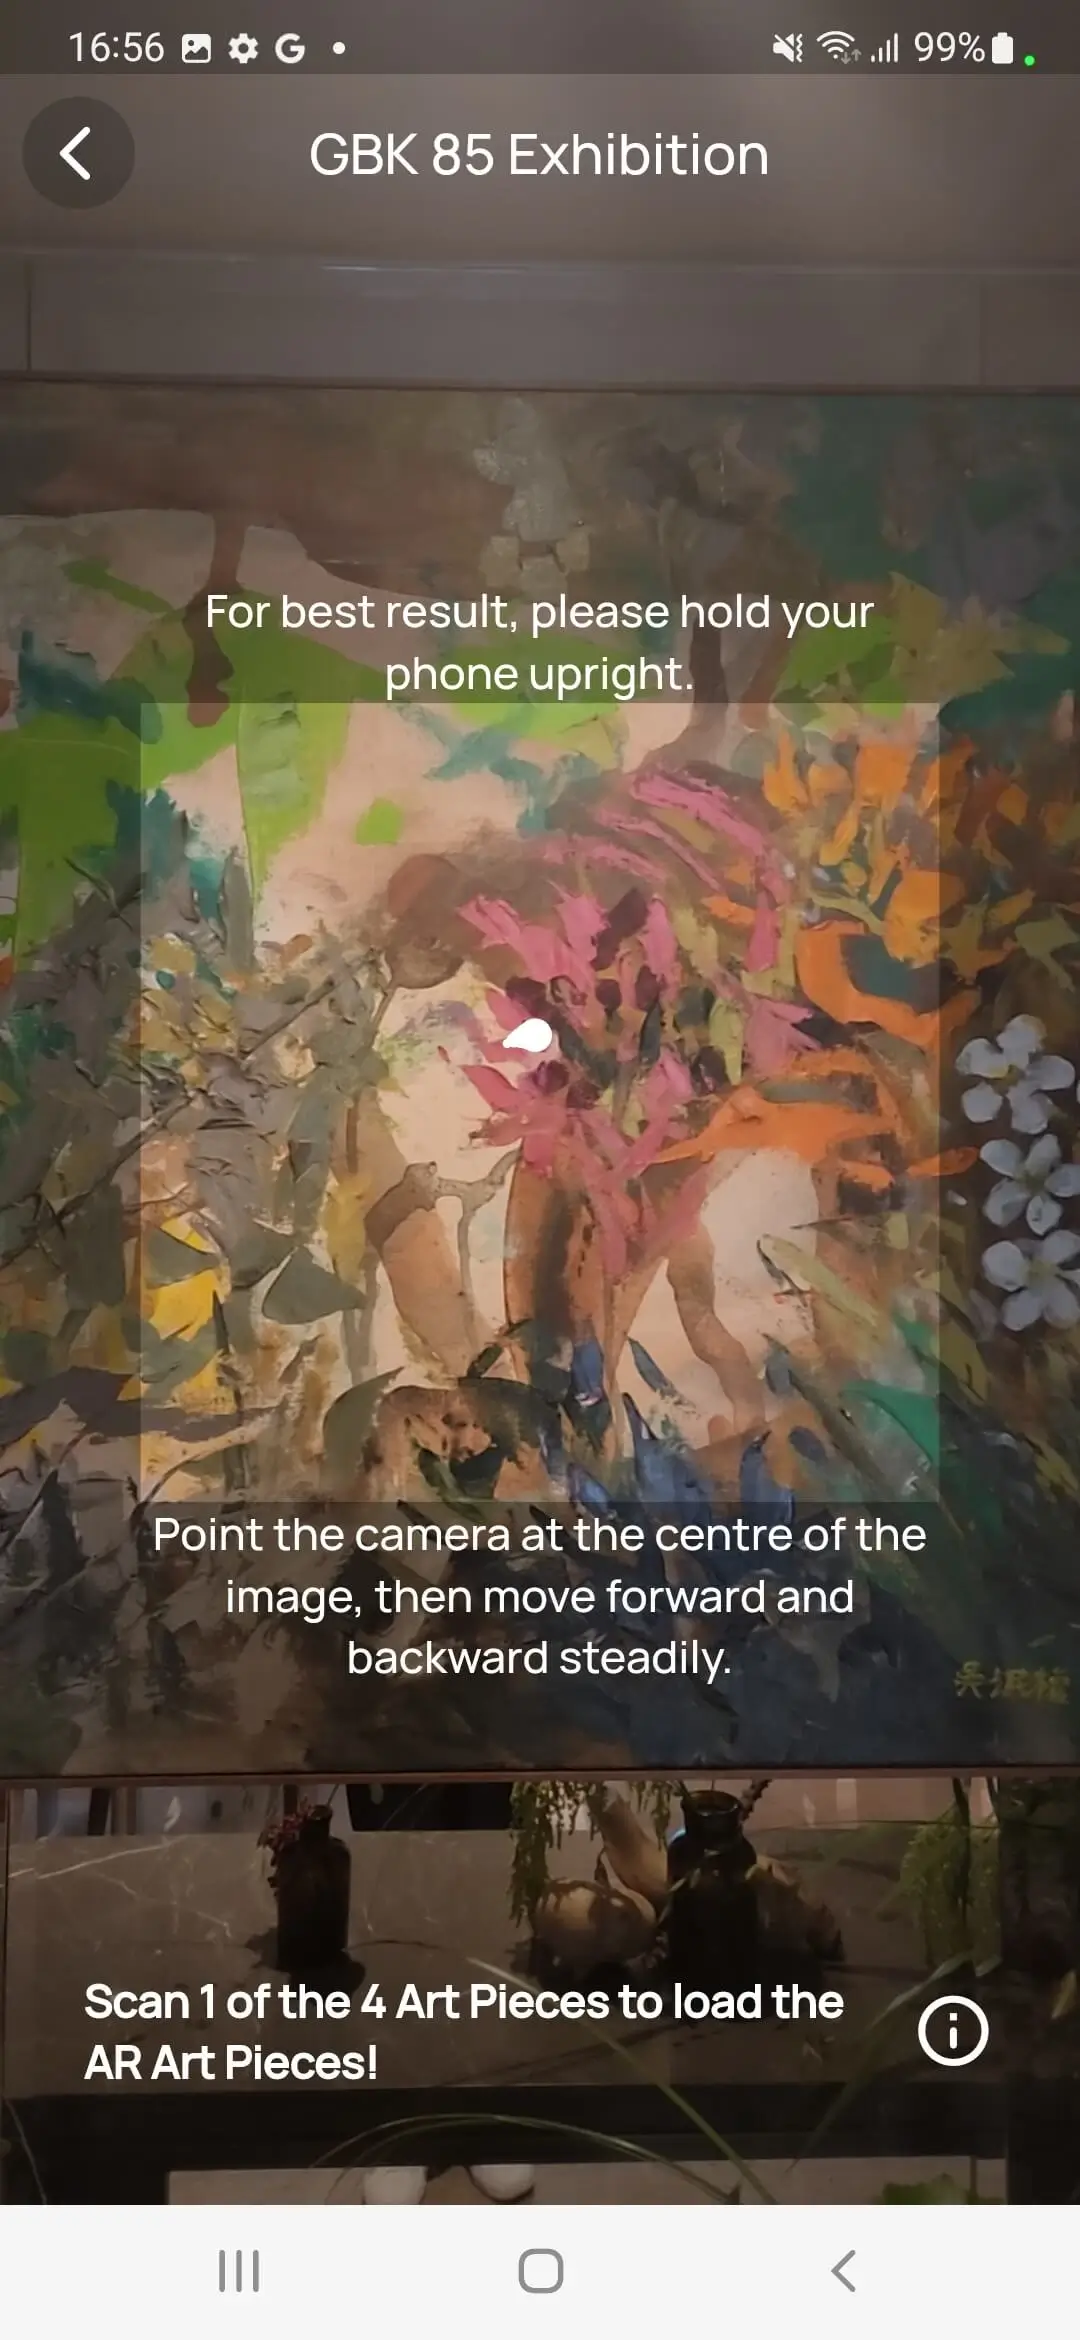 16:56
99%
GBK 85 Exhibition
For best result, please hold your
phone upright.
Point the camera at the centre of the
image, then move forward and
backward steadily.
Scan 1 of the 4 Art Pieces to load the
AR Art Pieces!